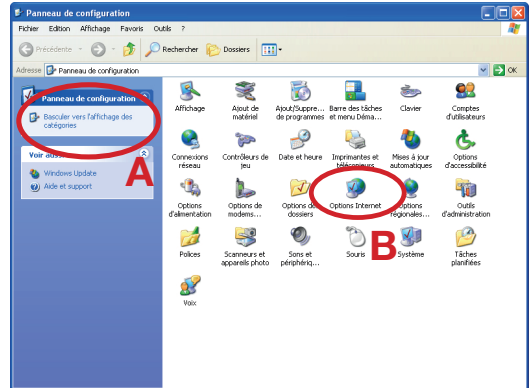 Panneau de configuration
Fichier Edition Affichage Favoris Outils ?
Précédente Rechercher Dossiers
Adresse Panneau de configuration OK
Panneau de configuration
Basculer vers l'affichage des
catégories
A
Voir aussi
Windows Update
Aide et support
Affichage
Ajout de
matériel
Ajout/Suppre...
de programmes
Barre des tâches
et menu Déma...
Clavier
Comptes
d'utilisateurs
Connexions
réseau
Contrôleurs de
jeu
Date et heure
Imprimantes et
télécopieurs
Mises à jour
automatiques
Options
d'accessibilité
Options
d'alimentation
Options de
modems...
Options des
dossiers
Options Internet
Options
régionales...
Outils
d'administration
B
Polices
Scanneurs et
appareils photo
Sons et
périphériq...
Souris
Système
Tâches
planifiées
Voix